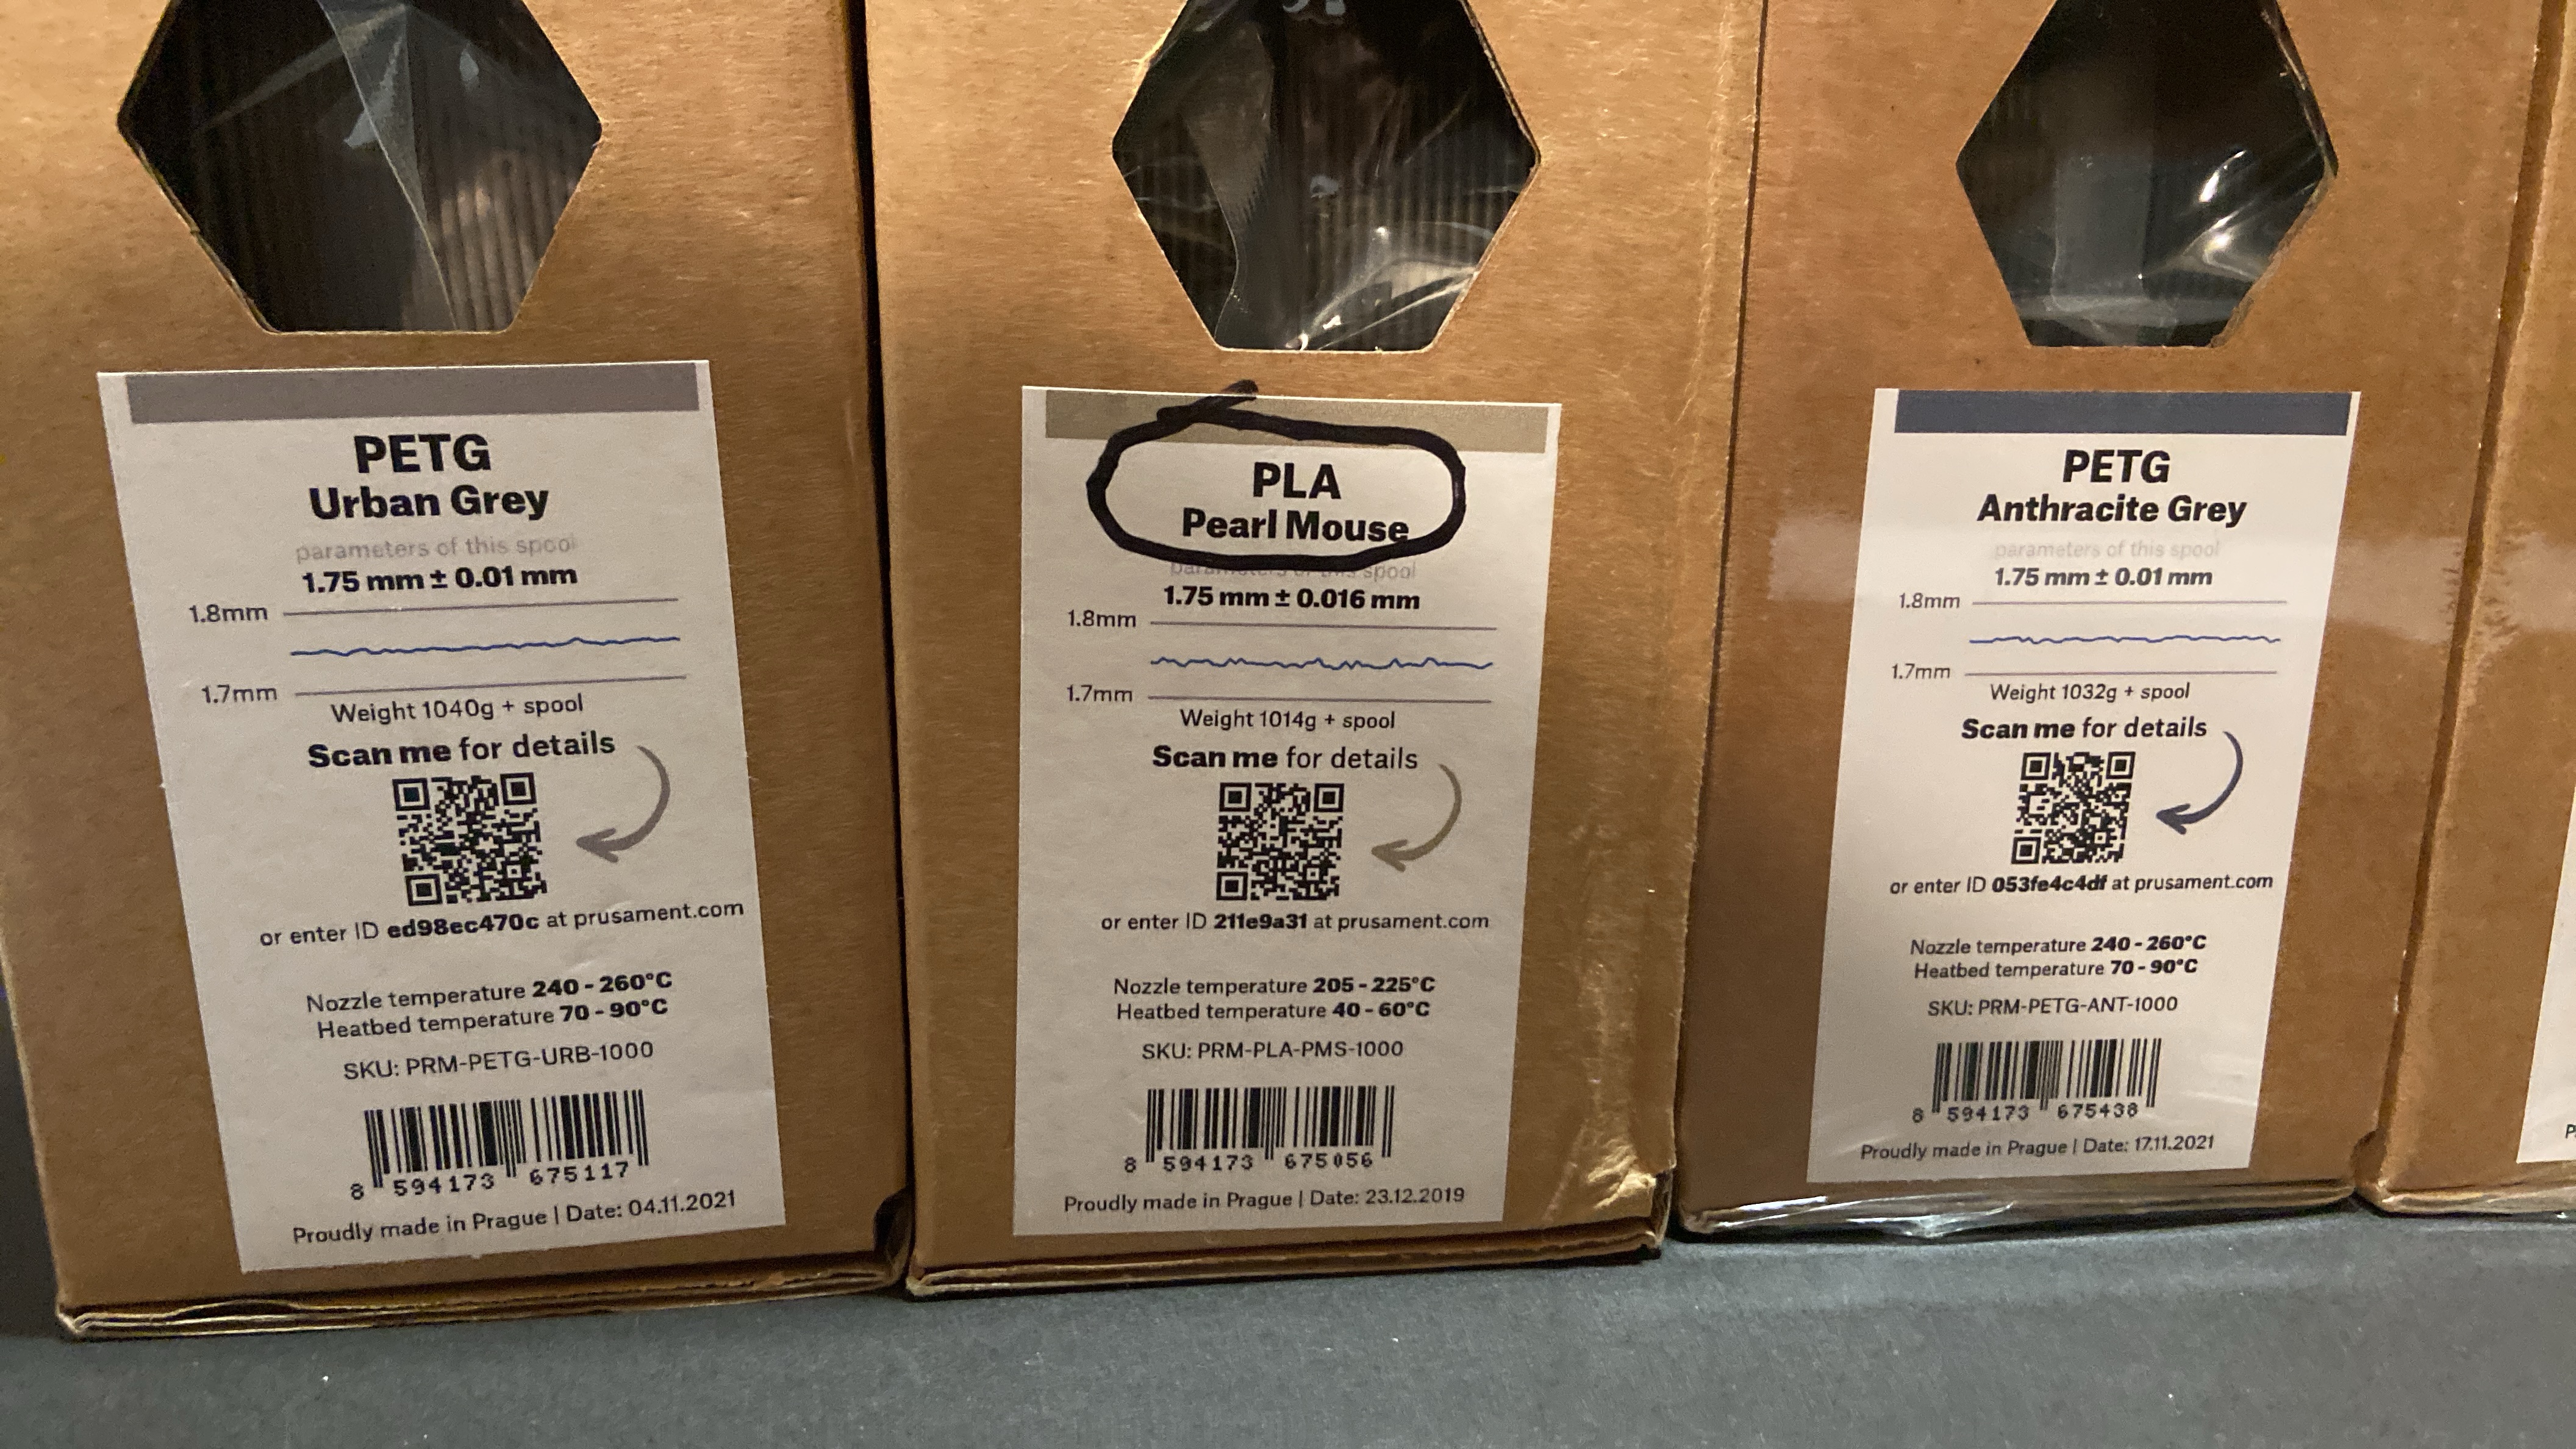 PETG
Urban Grey
parameters of this spool
1.75 mm ± 0.01 mm
1.8mm
1.7mm
Weight 1040g + spool
Scan me for details
or enter ID ed98ec470c at prusament.com
Nozzle temperature 240 - 260°C
Heatbed temperature 70 - 90°C
SKU: PRM-PETG-URB-1000
8 594173 675117
Proudly made in Prague | Date: 04.11.2021
PLA
Pearl Mouse
parameters of this spool
1.75 mm ± 0.016 mm
1.8mm
1.7mm
Weight 1014g + spool
Scan me for details
or enter ID 211e9a31 at prusament.com
Nozzle temperature 205 - 225°C
Heatbed temperature 40 - 60°C
SKU: PRM-PLA-PMS-1000
8 594173 675056
Proudly made in Prague | Date: 23.12.2019
PETG
Anthracite Grey
parameters of this spool
1.75 mm ± 0.01 mm
1.8mm
1.7mm
Weight 1032g + spool
Scan me for details
or enter ID 053fe4c4df at prusament.com
Nozzle temperature 240 - 260°C
Heatbed temperature 70 - 90°C
SKU: PRM-PETG-ANT-1000
8 594173 675438
Proudly made in Prague | Date: 17.11.2021